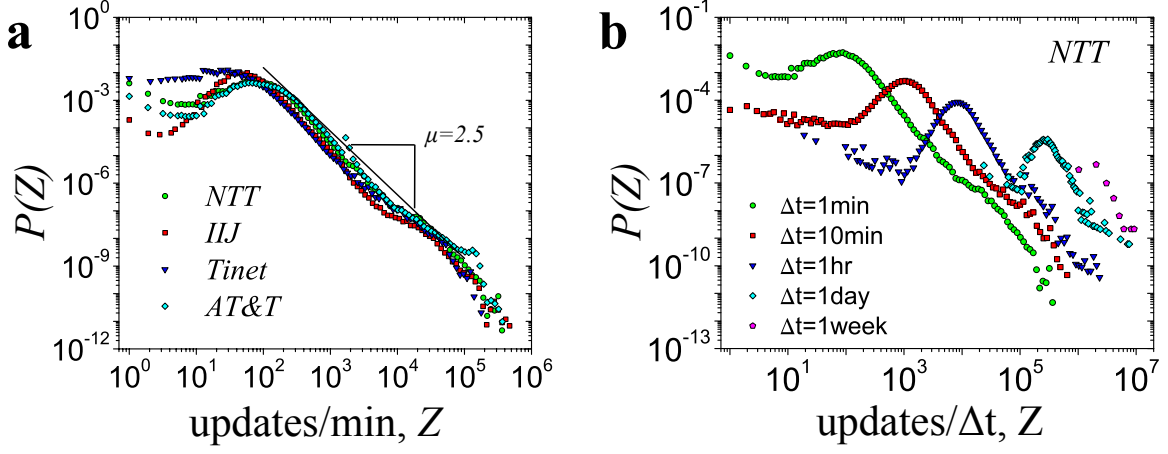 a
10^0
10^-3
10^-6
10^-9
10^-12
P(Z)
μ=2.5
NTT
IIJ
Tinet
AT&T
10^0 10^1 10^2 10^3 10^4 10^5 10^6
updates/min, Z
b
10^-1
10^-4
10^-7
10^-10
10^-13
P(Z)
NTT
Δt=1min
Δt=10min
Δt=1hr
Δt=1day
Δt=1week
10^1 10^3 10^5 10^7
updates/Δt, Z